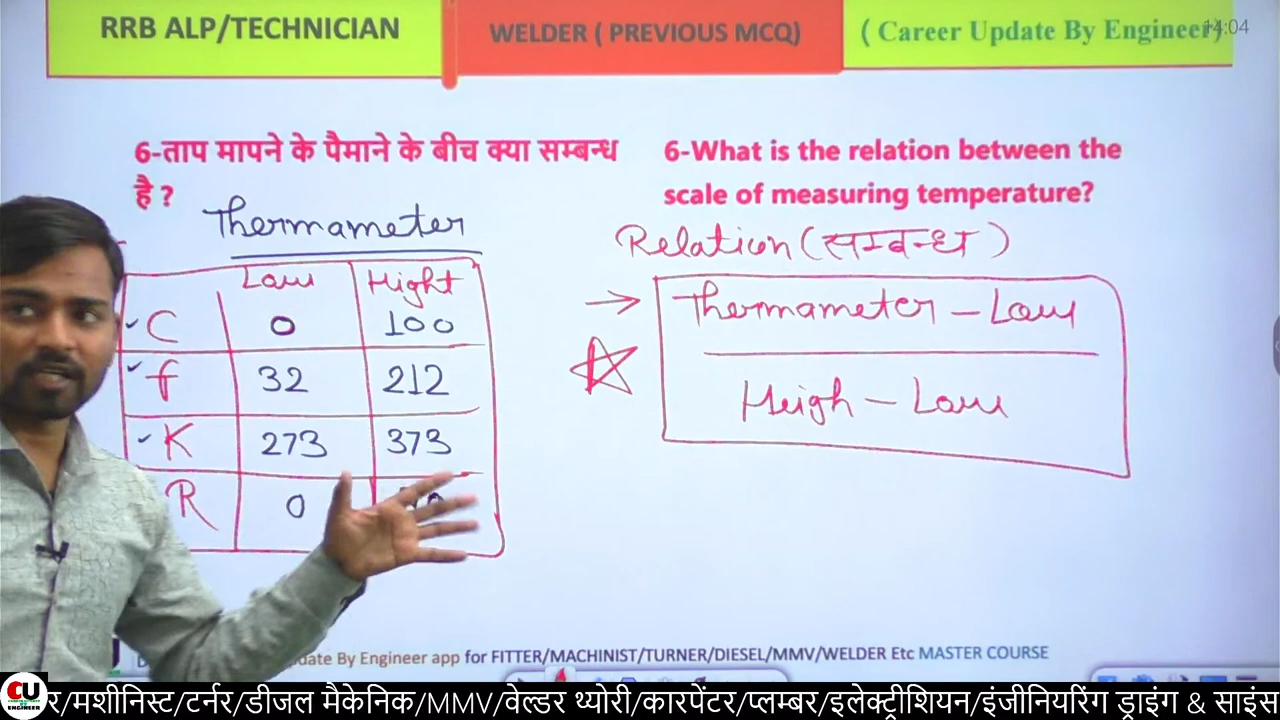 RRB ALP/TECHNICIAN
WELDER ( PREVIOUS MCQ)
( Career Update By Engineer)
14:04
6-ताप मापने के पैमाने के बीच क्या सम्बन्ध
है ?
6-What is the relation between the
scale of measuring temperature?
Thermameter
Low Hight
C 0 100
f 32 212
K 273 373
R 0
Relation (सम्बन्ध)
Thermameter - Low
Heigh - Low
date By Engineer app for FITTER/MACHINIST/TURNER/DIESEL/MMV/WELDER Etc MASTER COURSE
CU
ENGINEER
र/मशीनिस्ट/टर्नर/डीजल मैकेनिक/MMV/वेल्डर थ्योरी/कारपेंटर/प्लम्बर/इलेक्ट्रीशियन/इंजीनियरिंग ड्राइंग & साइंस